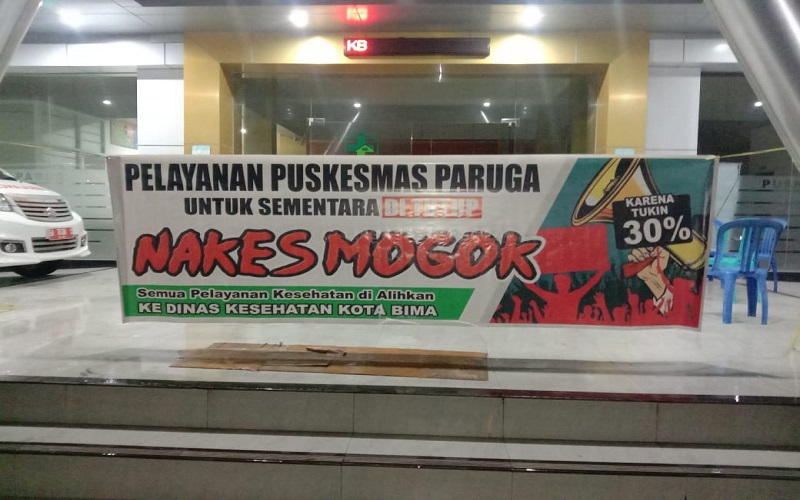 KB
PELAYANAN PUSKESMAS PARUGA
UNTUK SEMENTARA DITUTUP
NAKES MOGOK
Semua Pelayanan Kesehatan di Alihkan
KE DINAS KESEHATAN KOTA BIMA
KARENA
TUKIN
30%